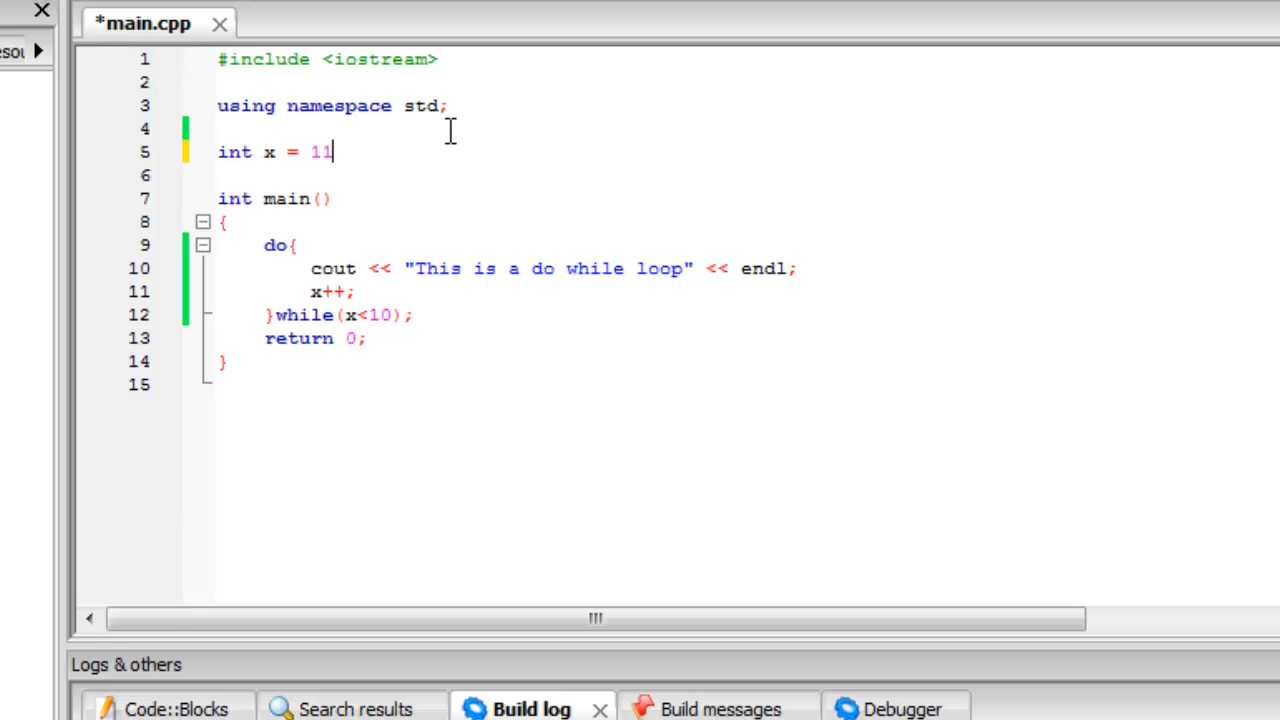 *main.cpp
esou
1 #include <iostream>
2
3 using namespace std;
4
5 int x = 11
6
7 int main()
8 {
9 do{
10 cout << "This is a do while loop" << endl;
11 x++;
12 }while(x<10);
13 return 0;
14 }
15
Logs & others
Code::Blocks Search results Build log Build messages Debugger